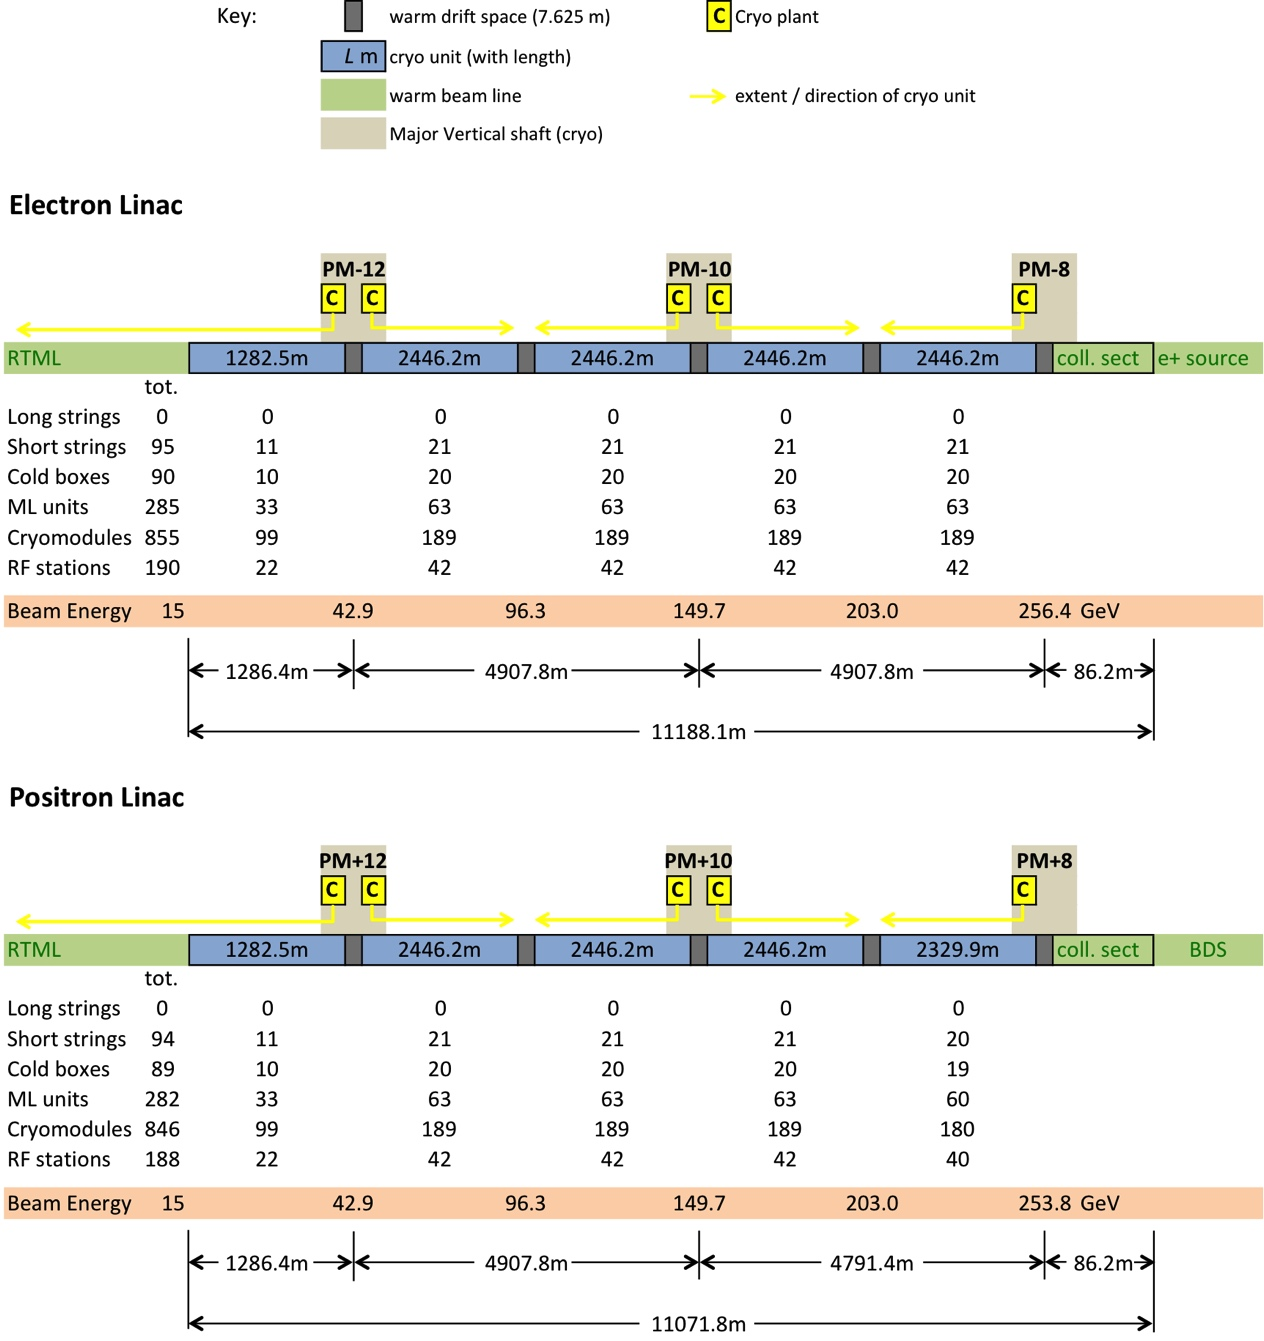 Key: warm drift space (7.625 m) C Cryo plant
L m cryo unit (with length)
warm beam line extent / direction of cryo unit
Major Vertical shaft (cryo)
Electron Linac
PM-12 PM-10 PM-8
C C C C C
RTML 1282.5m 2446.2m 2446.2m 2446.2m 2446.2m coll. sect e+ source
tot.
Long strings 0 0 0 0 0 0
Short strings 95 11 21 21 21 21
Cold boxes 90 10 20 20 20 20
ML units 285 33 63 63 63 63
Cryomodules 855 99 189 189 189 189
RF stations 190 22 42 42 42 42
Beam Energy 15 42.9 96.3 149.7 203.0 256.4 GeV
1286.4m 4907.8m 4907.8m 86.2m
11188.1m
Positron Linac
PM+12 PM+10 PM+8
C C C C C
RTML 1282.5m 2446.2m 2446.2m 2446.2m 2329.9m coll. sect BDS
tot.
Long strings 0 0 0 0 0 0
Short strings 94 11 21 21 21 20
Cold boxes 89 10 20 20 20 19
ML units 282 33 63 63 63 60
Cryomodules 846 99 189 189 189 180
RF stations 188 22 42 42 42 40
Beam Energy 15 42.9 96.3 149.7 203.0 253.8 GeV
1286.4m 4907.8m 4791.4m 86.2m
11071.8m